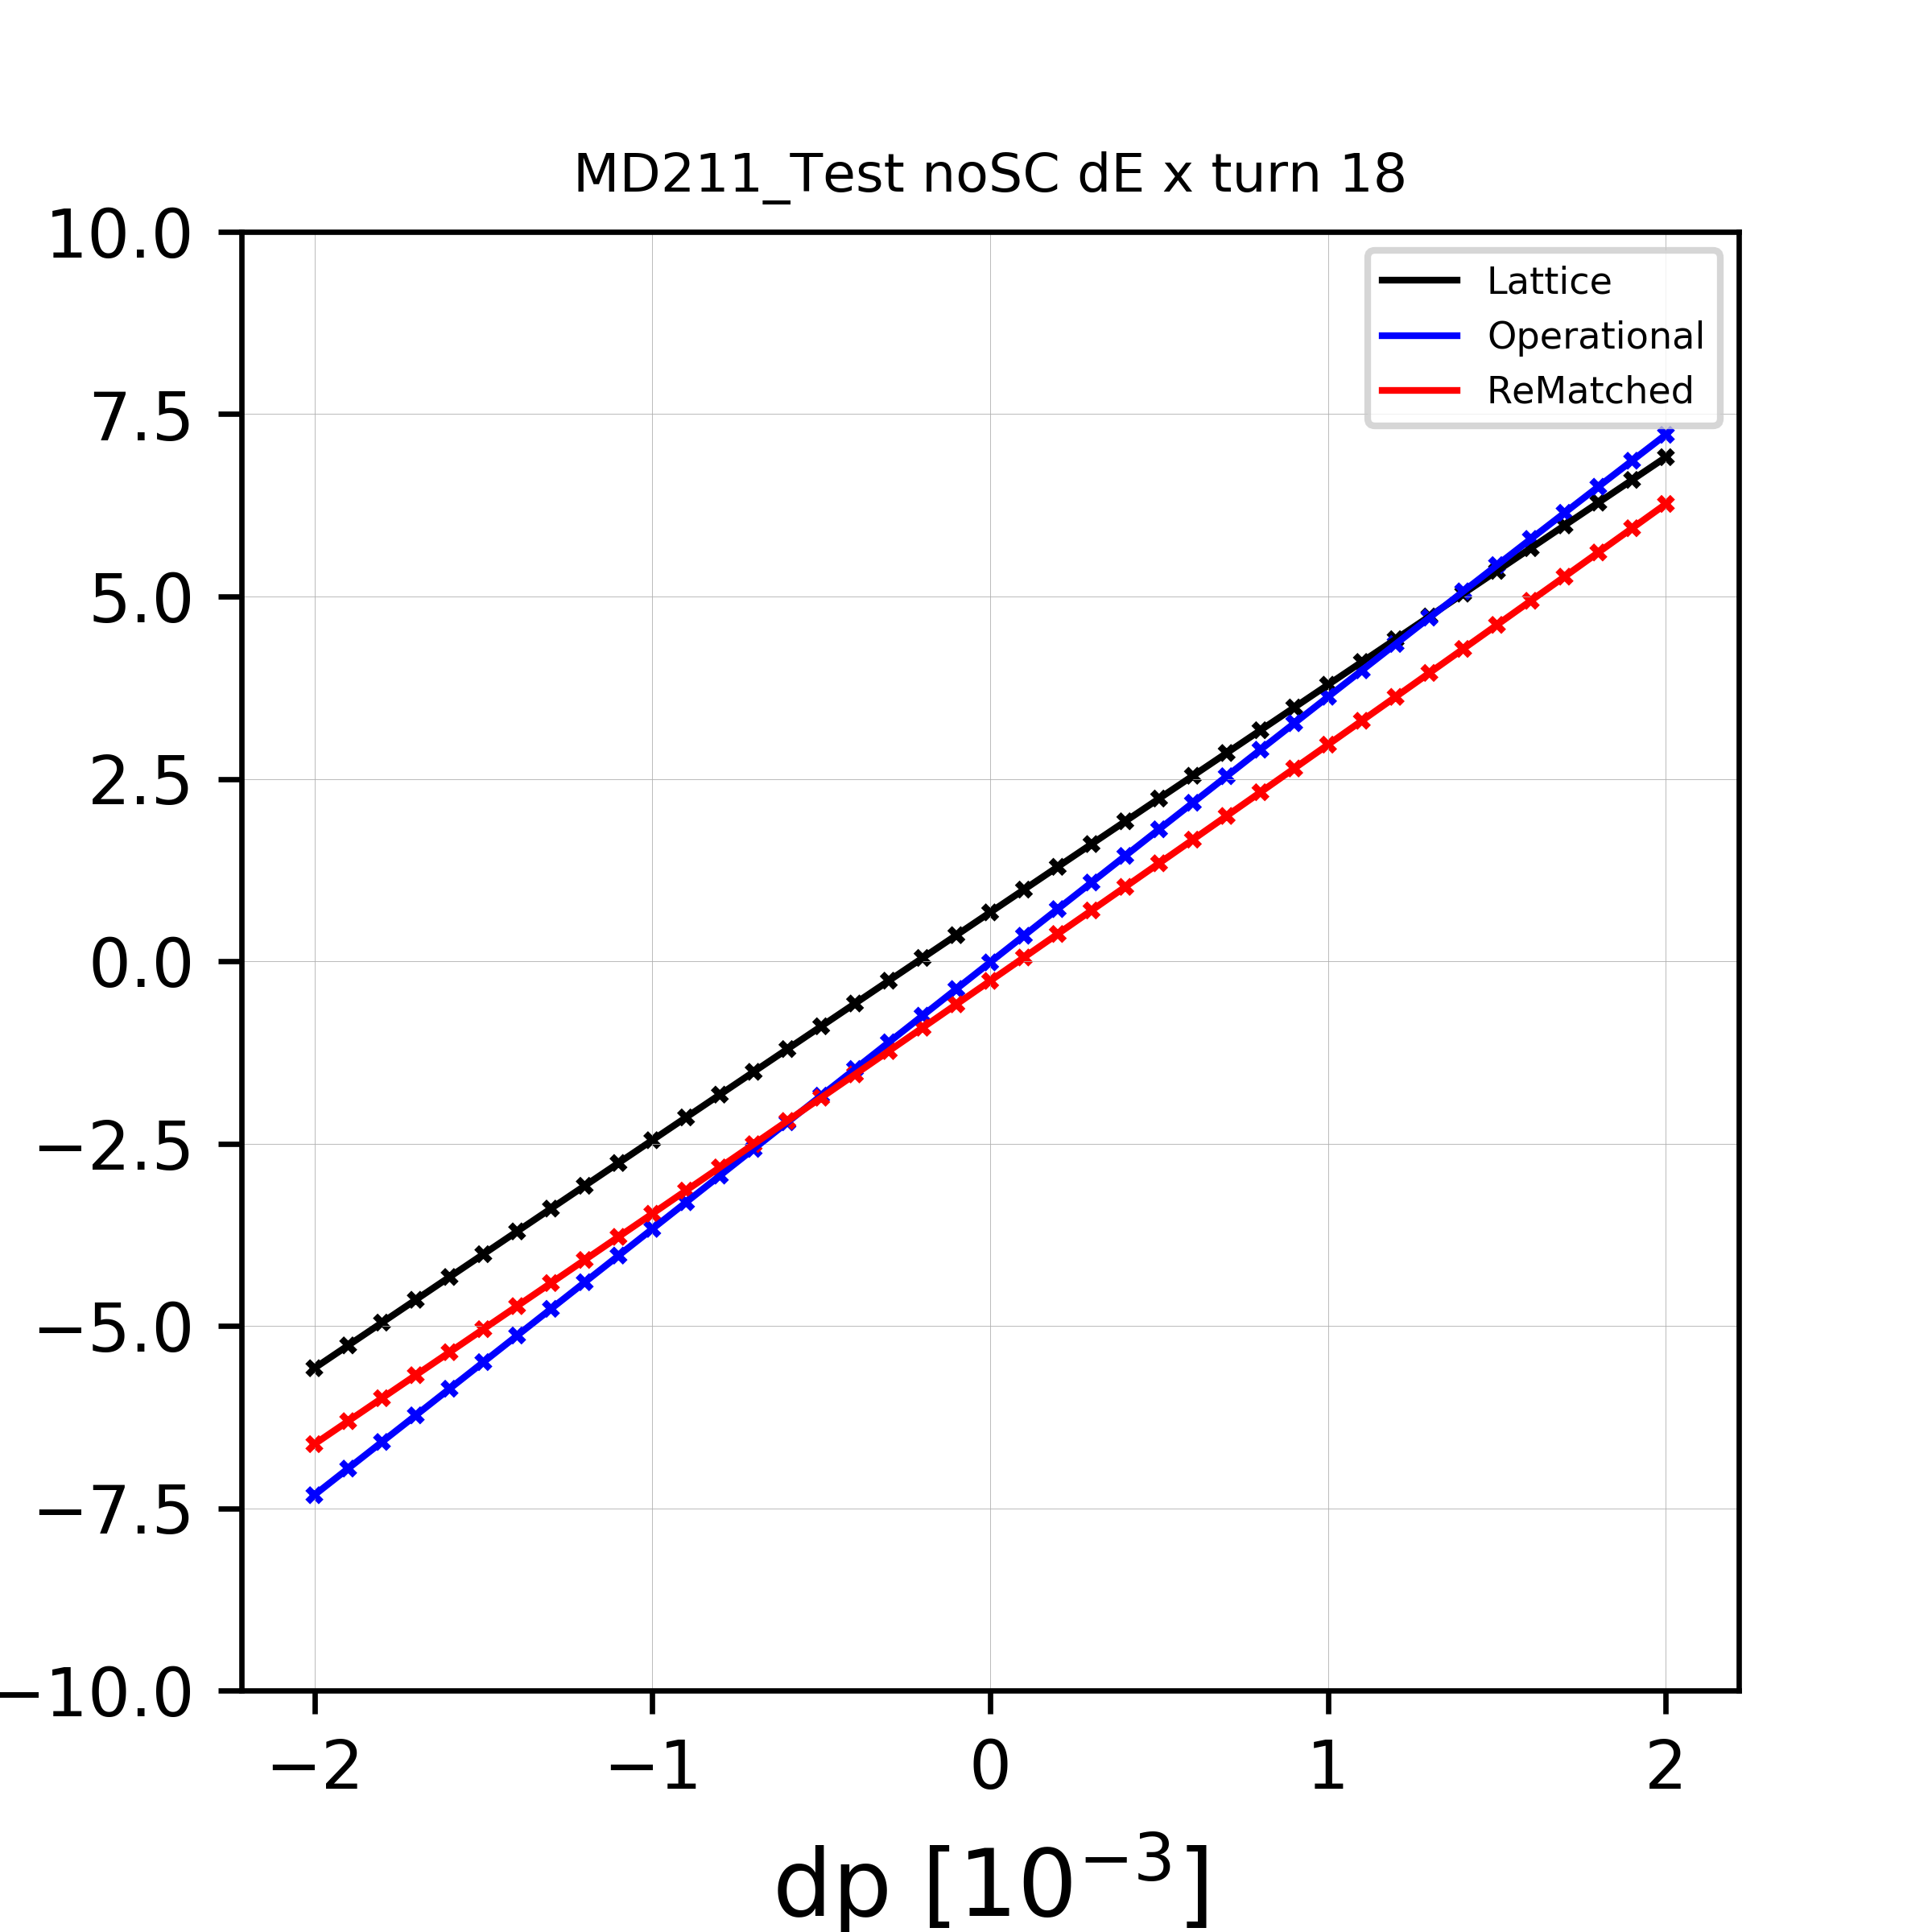 MD211_Test noSC dE x turn 18
10.0
7.5
5.0
2.5
0.0
−2.5
−5.0
−7.5
−10.0
Lattice
Operational
ReMatched
−2 −1 0 1 2
dp [10⁻³]